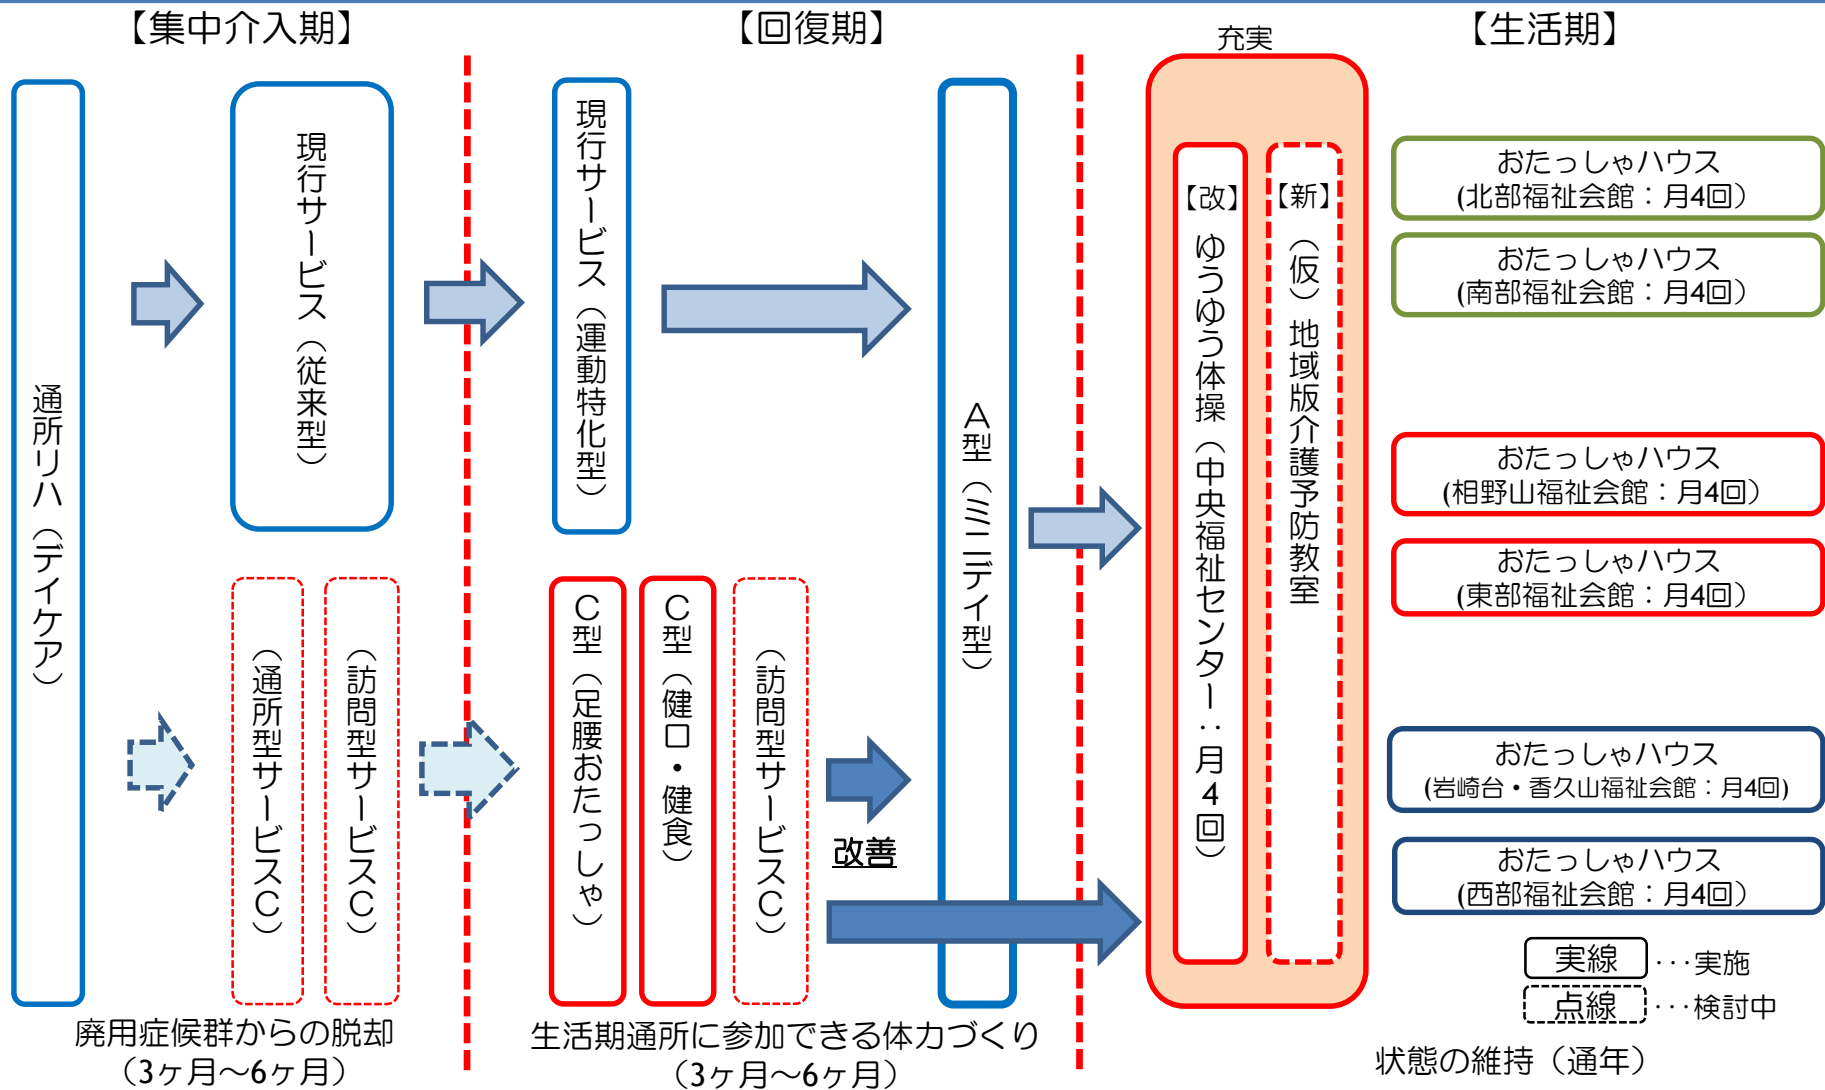 【集中介入期】
【回復期】
【生活期】
通所リハ（デイケア）
現行サービス（従来型）
（通所型サービスC）
（訪問型サービスC）
廃用症候群からの脱却
（3ヶ月～6ヶ月）
現行サービス（運動特化型）
C型（足腰おたっしゃ）
C型（健口・健食）
（訪問型サービスC）
改善
A型（ミニデイ型）
生活期通所に参加できる体力づくり
（3ヶ月～6ヶ月）
充実
【改】ゆうゆう体操（中央福祉センター：月4回）
【新】（仮）地域版介護予防教室
おたっしゃハウス
(北部福祉会館：月4回）
おたっしゃハウス
(南部福祉会館：月4回）
おたっしゃハウス
(相野山福祉会館：月4回）
おたっしゃハウス
(東部福祉会館：月4回）
おたっしゃハウス
(岩崎台・香久山福祉会館：月4回)
おたっしゃハウス
(西部福祉会館：月4回）
実線 ･･･実施
点線 ･･･検討中
状態の維持（通年）